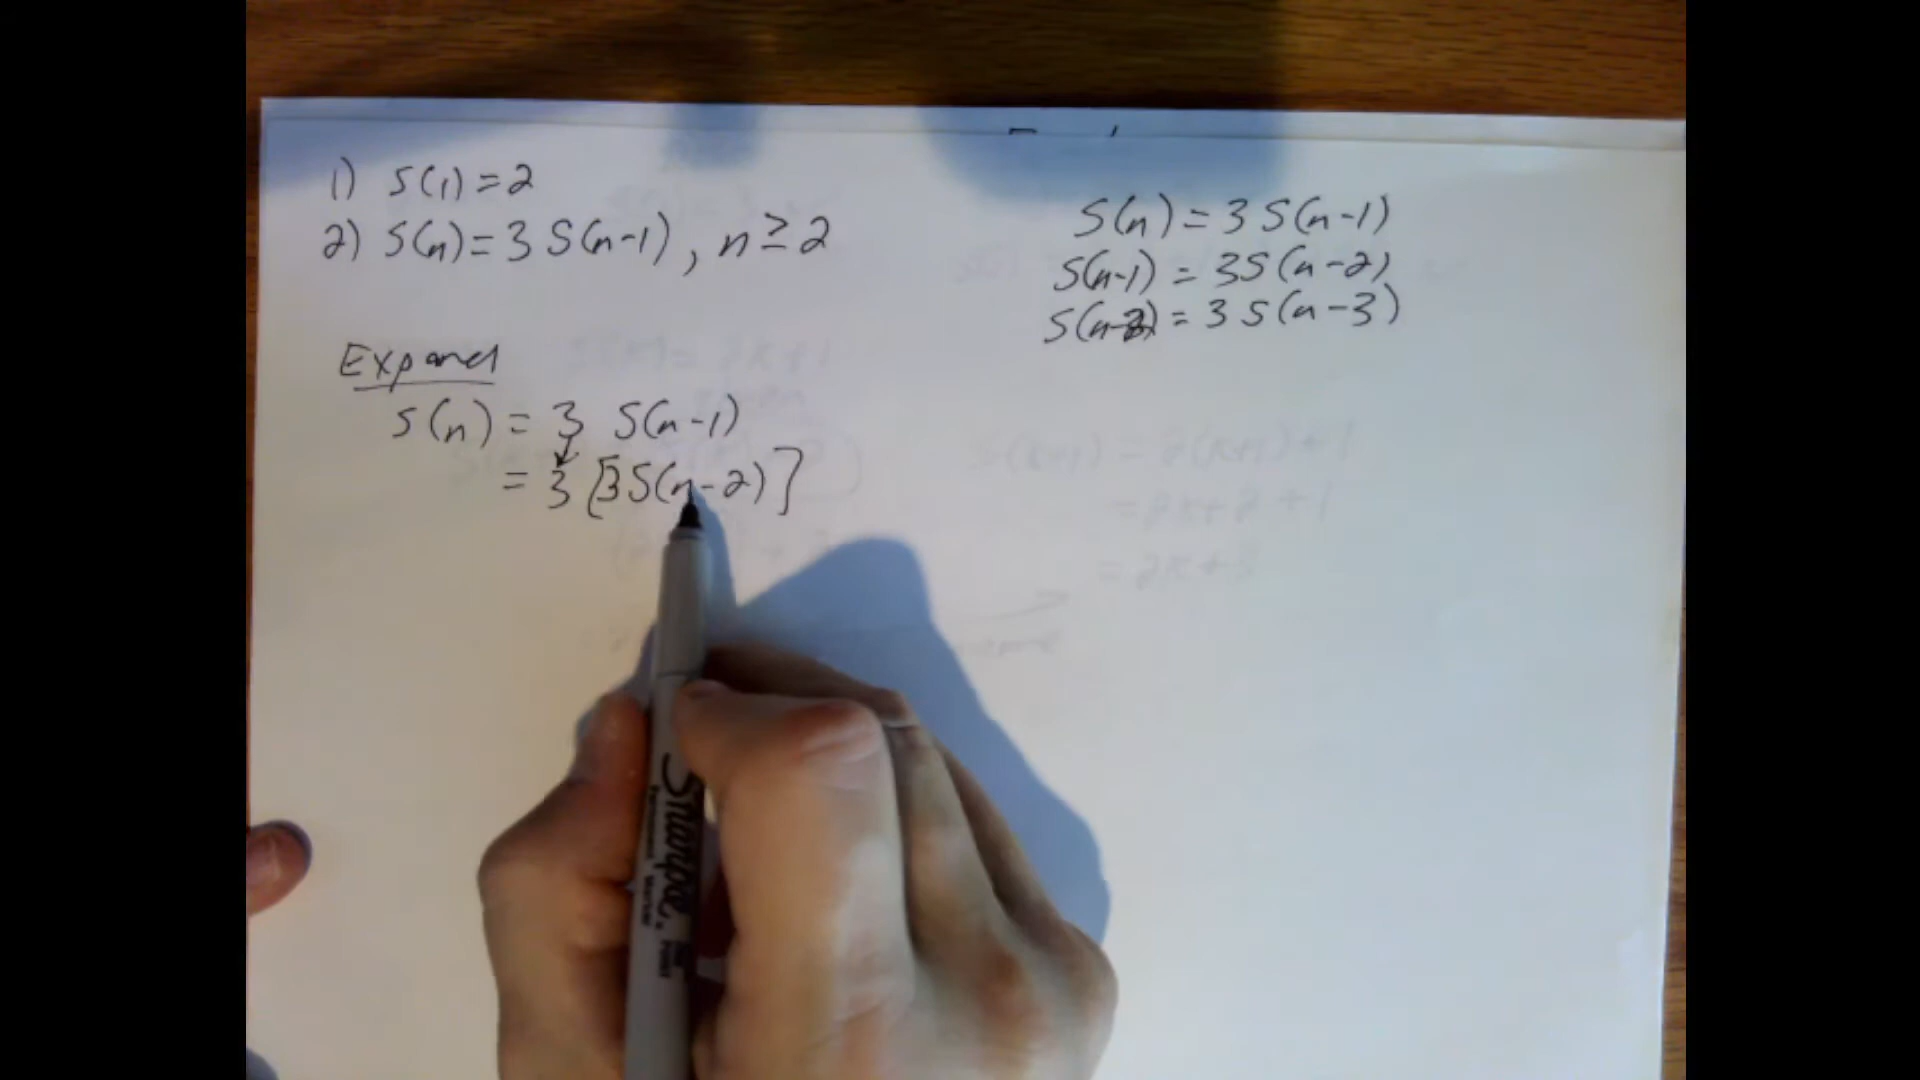 1) S(1) = 2
2) S(n) = 3 S(n-1), n ≥ 2
S(n) = 3 S(n-1)
S(n-1) = 3S(n-2)
S(n-2) = 3 S(n-3)
Expand
S(n) = 3 S(n-1)
= 3 [3S(n-2)]
Sharpie